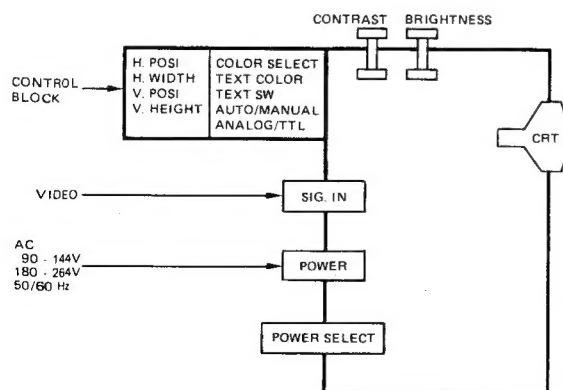 CONTRAST BRIGHTNESS
CONTROL BLOCK
H. POSI
H. WIDTH
V. POSI
V. HEIGHT
COLOR SELECT
TEXT COLOR
TEXT SW
AUTO/MANUAL
ANALOG/TTL
CRT
VIDEO
SIG. IN
AC
90 - 144V
180 - 264V
50/60 Hz
POWER
POWER SELECT